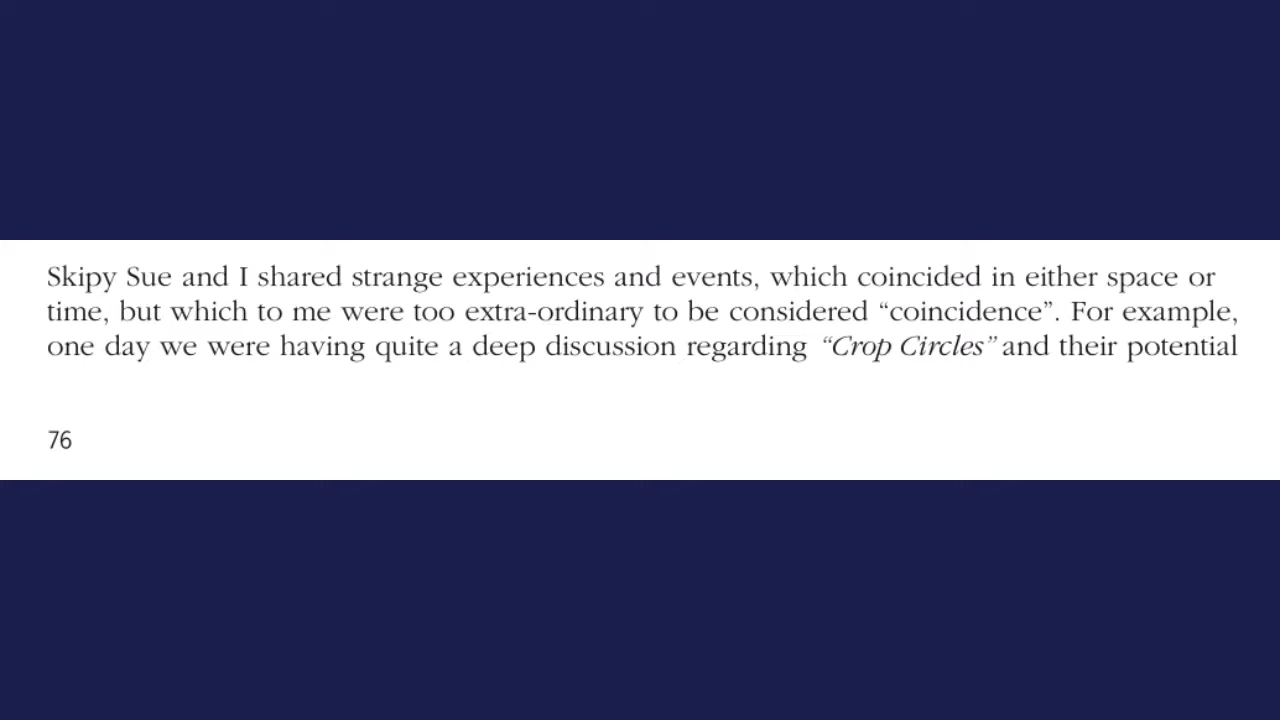 Skipy Sue and I shared strange experiences and events, which coincided in either space or
time, but which to me were too extra-ordinary to be considered “coincidence”. For example,
one day we were having quite a deep discussion regarding “Crop Circles” and their potential
76